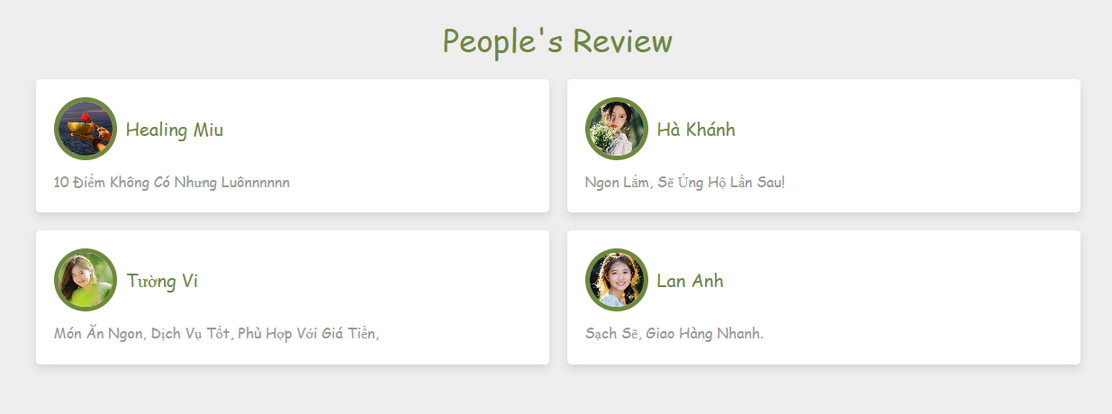 People's Review
Healing Miu
10 Điểm Không Có Nhưng Luônnnnnn
Hà Khánh
Ngon Lắm, Sẽ Ủng Hộ Lần Sau!
Tường Vi
Món Ăn Ngon, Dịch Vụ Tốt, Phù Hợp Với Giá Tiền,
Lan Anh
Sạch Sẽ, Giao Hàng Nhanh.